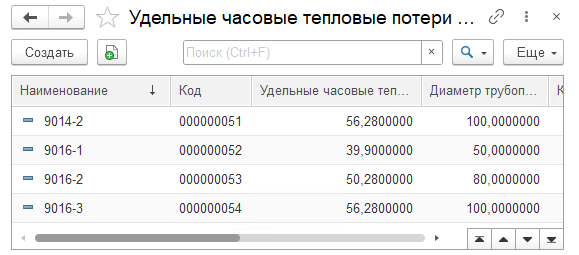 Удельные часовые тепловые потери ...
Создать Поиск (Ctrl+F) × Еще
Наименование ↓ Код Удельные часовые теп... Диаметр трубоп... К
9014-2 000000051 56,2800000 100,0000000
9016-1 000000052 39,9000000 50,0000000
9016-2 000000053 50,2800000 80,0000000
9016-3 000000054 56,2800000 100,0000000